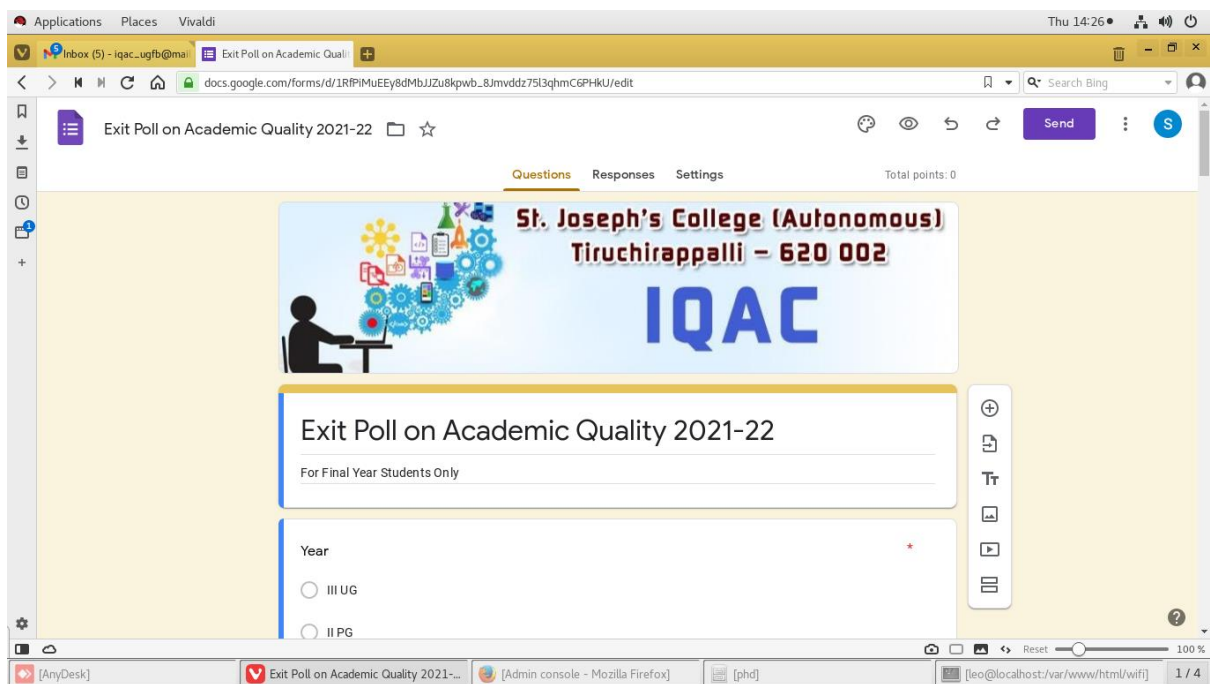 Applications Places Vivaldi Thu 14:26
Inbox (5) - iqac_ugfb@mail Exit Poll on Academic Qualit
docs.google.com/forms/d/1RfPiMuEEy8dMbJJZu8kpwb_8Jmvddz75l3qhmC6PHkU/edit Search Bing
Exit Poll on Academic Quality 2021-22 Send S
Questions Responses Settings Total points: 0
1
St. Joseph's College (Autonomous)
Tiruchirappalli – 620 002
IQAC
Exit Poll on Academic Quality 2021-22
For Final Year Students Only
Year *
III UG
II PG
Reset 100 %
[AnyDesk] Exit Poll on Academic Quality 2021-... [Admin console - Mozilla Firefox] [phd] [leo@localhost:/var/www/html/wifi] 1 / 4